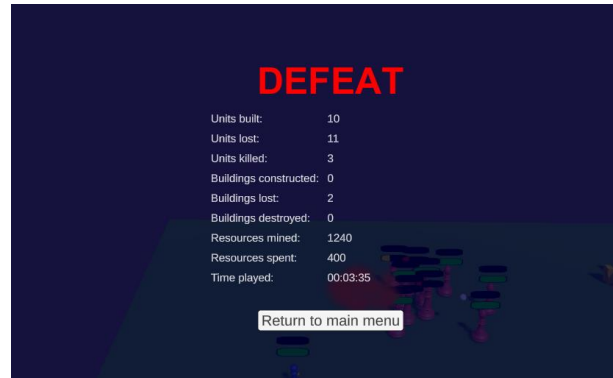 DEFEAT
Units built: 10
Units lost: 11
Units killed: 3
Buildings constructed: 0
Buildings lost: 2
Buildings destroyed: 0
Resources mined: 1240
Resources spent: 400
Time played: 00:03:35
Return to main menu